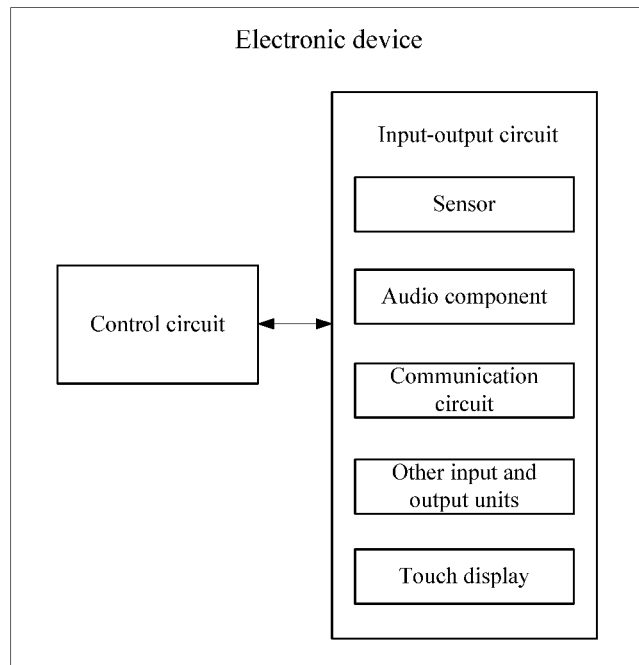 Electronic device
Input-output circuit
Sensor
Audio component
Control circuit
Communication
circuit
Other input and
output units
Touch display